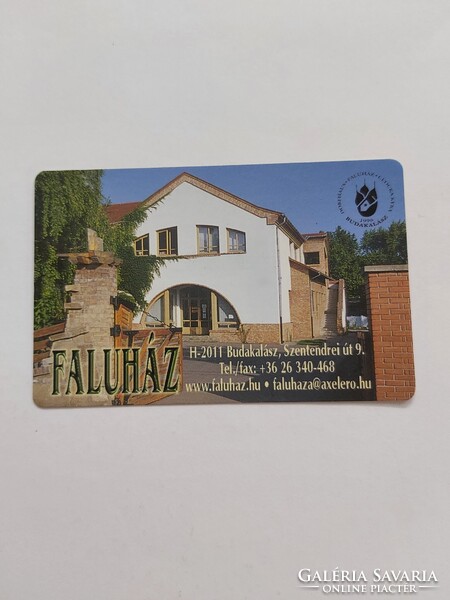 FALUHÁZ
H-2011 Budakalász, Szentendrei út 9.
Tel./fax: +36 26 340-468
www.faluhaz.hu • faluhaza@axelero.hu
BUDAKALÁSZ
GALÉRIA SAVARIA
ONLINE PIACTÉR